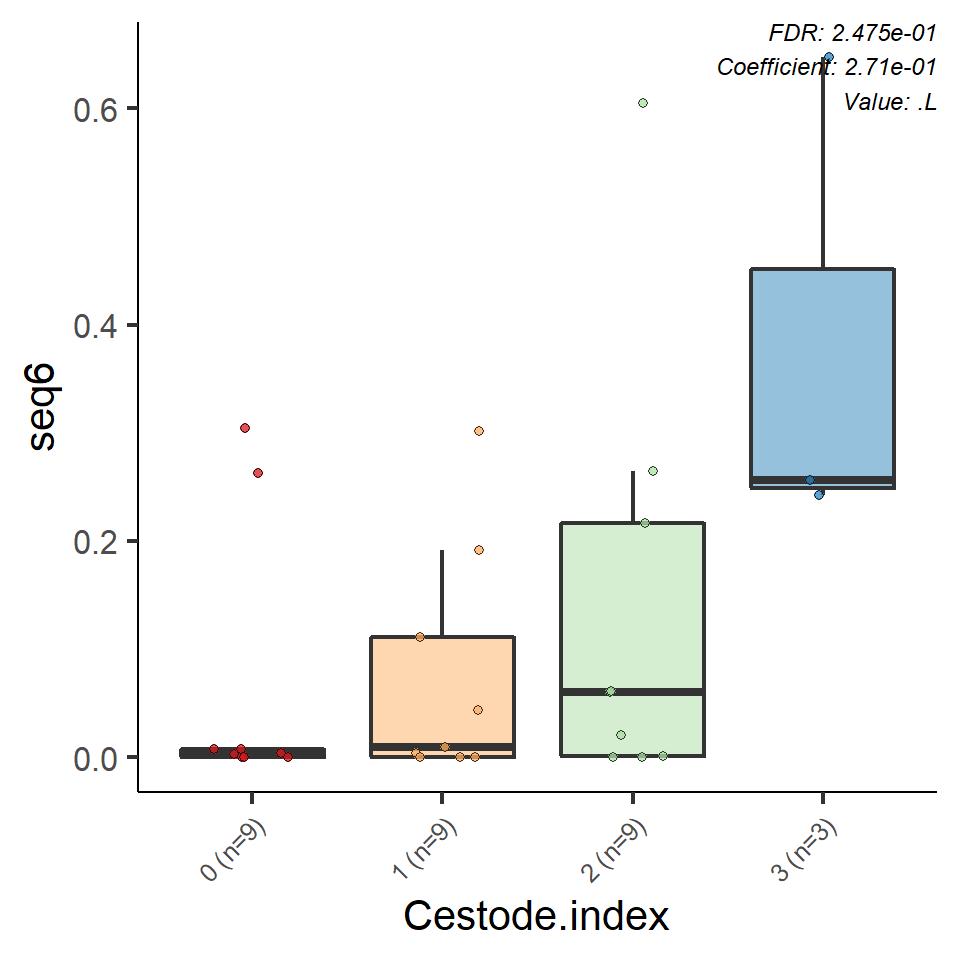 FDR: 2.475e-01
Coefficient: 2.71e-01
Value: .L
0.6
0.4
0.2
0.0
seq6
0 (n=9)
1 (n=9)
2 (n=9)
3 (n=3)
Cestode.index